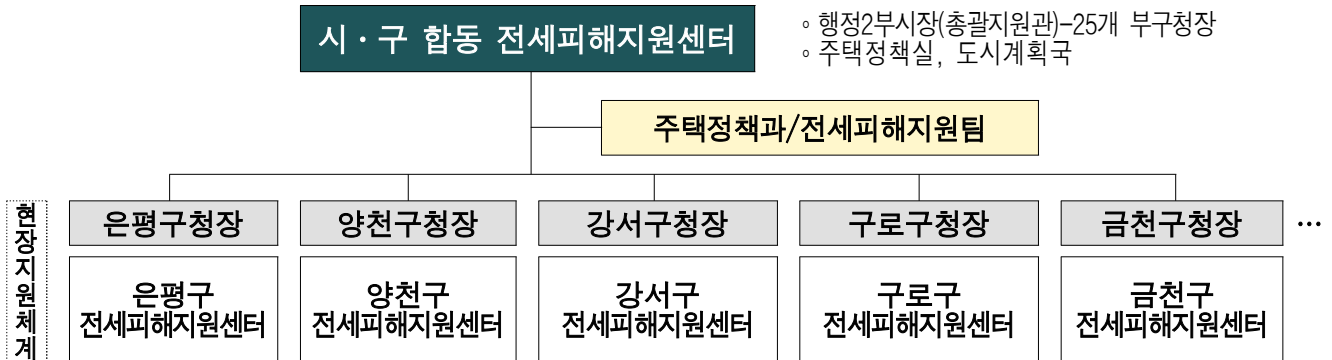 시·구 합동 전세피해지원센터
◦ 행정2부시장(총괄지원관)-25개 부구청장
◦ 주택정책실, 도시계획국
주택정책과/전세피해지원팀
현장지원체계
은평구청장 양천구청장 강서구청장 구로구청장 금천구청장 …
은평구 양천구 강서구 구로구 금천구
전세피해지원센터 전세피해지원센터 전세피해지원센터 전세피해지원센터 전세피해지원센터